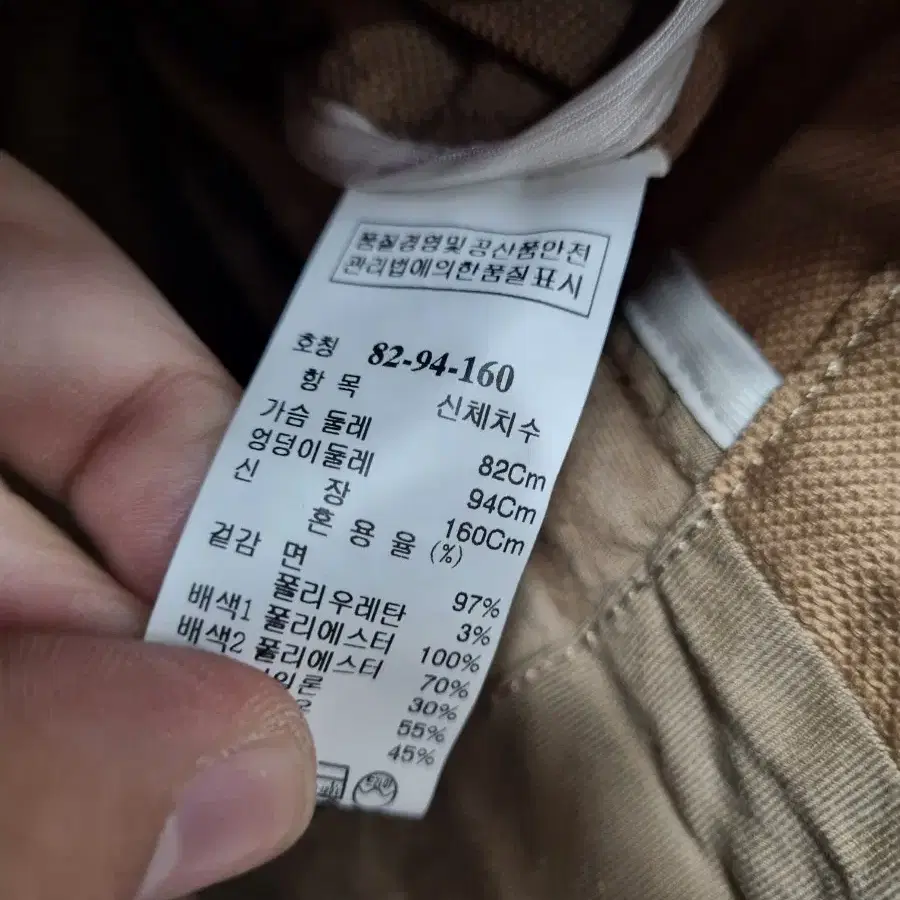 품질경영및 공산품안전
관리법에의한품질표시
호칭 82-94-160
항 목 신체치수
가슴 둘레 82Cm
엉덩이둘레 94Cm
신 장 160Cm
혼 용 율 (%)
겉감 면 97%
폴리우레탄 3%
배색1 폴리에스터 100%
배색2 폴리에스터 70%
30%
55%
45%